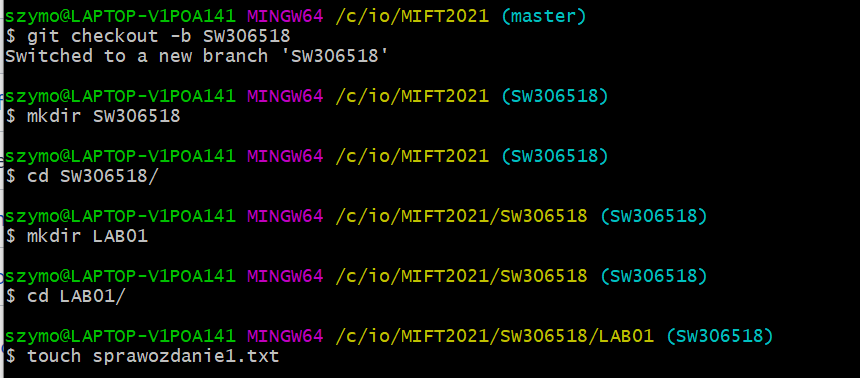 szymo@LAPTOP-V1POA141 MINGW64 /c/io/MIFT2021 (master)
$ git checkout -b SW306518
Switched to a new branch 'SW306518'
szymo@LAPTOP-V1POA141 MINGW64 /c/io/MIFT2021 (SW306518)
$ mkdir SW306518
szymo@LAPTOP-V1POA141 MINGW64 /c/io/MIFT2021 (SW306518)
$ cd SW306518/
szymo@LAPTOP-V1POA141 MINGW64 /c/io/MIFT2021/SW306518 (SW306518)
$ mkdir LAB01
szymo@LAPTOP-V1POA141 MINGW64 /c/io/MIFT2021/SW306518 (SW306518)
$ cd LAB01/
szymo@LAPTOP-V1POA141 MINGW64 /c/io/MIFT2021/SW306518/LAB01 (SW306518)
$ touch sprawozdanie1.txt